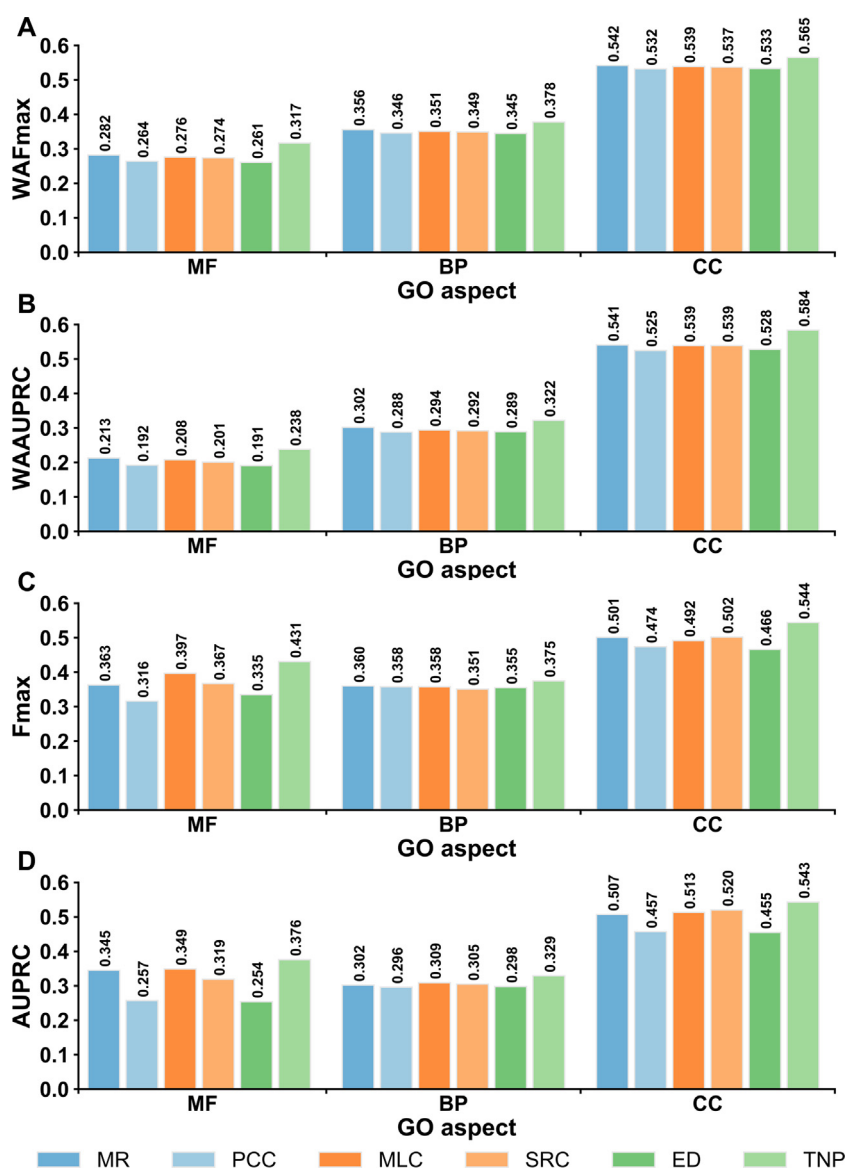 A
WAFmax
0.6
0.5
0.4
0.3
0.2
0.1
0.0
0.282 0.264 0.276 0.274 0.261 0.317 0.356 0.346 0.351 0.349 0.345 0.378 0.542 0.532 0.539 0.537 0.533 0.565
MF BP CC
GO aspect
B
WAAUPRC
0.6
0.5
0.4
0.3
0.2
0.1
0.0
0.213 0.192 0.208 0.201 0.191 0.238 0.302 0.288 0.294 0.292 0.289 0.322 0.541 0.525 0.539 0.539 0.528 0.584
MF BP CC
GO aspect
C
Fmax
0.6
0.5
0.4
0.3
0.2
0.1
0.0
0.363 0.316 0.397 0.367 0.335 0.431 0.360 0.358 0.358 0.351 0.355 0.375 0.501 0.474 0.492 0.502 0.466 0.544
MF BP CC
GO aspect
D
AUPRC
0.6
0.5
0.4
0.3
0.2
0.1
0.0
0.345 0.257 0.349 0.319 0.254 0.376 0.302 0.296 0.309 0.305 0.298 0.329 0.507 0.457 0.513 0.520 0.455 0.543
MF BP CC
GO aspect
MR PCC MLC SRC ED TNP